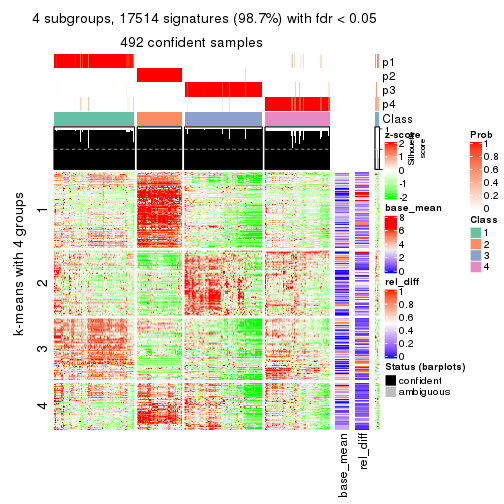 4 subgroups, 17514 signatures (98.7%) with fdr < 0.05
492 confident samples
p1
p2
p3
p4
Class
1
Silhouette
score
z-score
2
1
0
-1
-2
base_mean
8
6
4
2
0
rel_diff
1
0.8
0.6
0.4
0.2
0
Status (barplots)
confident
ambiguous
Prob
1
0.8
0.6
0.4
0.2
0
Class
1
2
3
4
k-means with 4 groups
1
2
3
4
base_mean
rel_diff